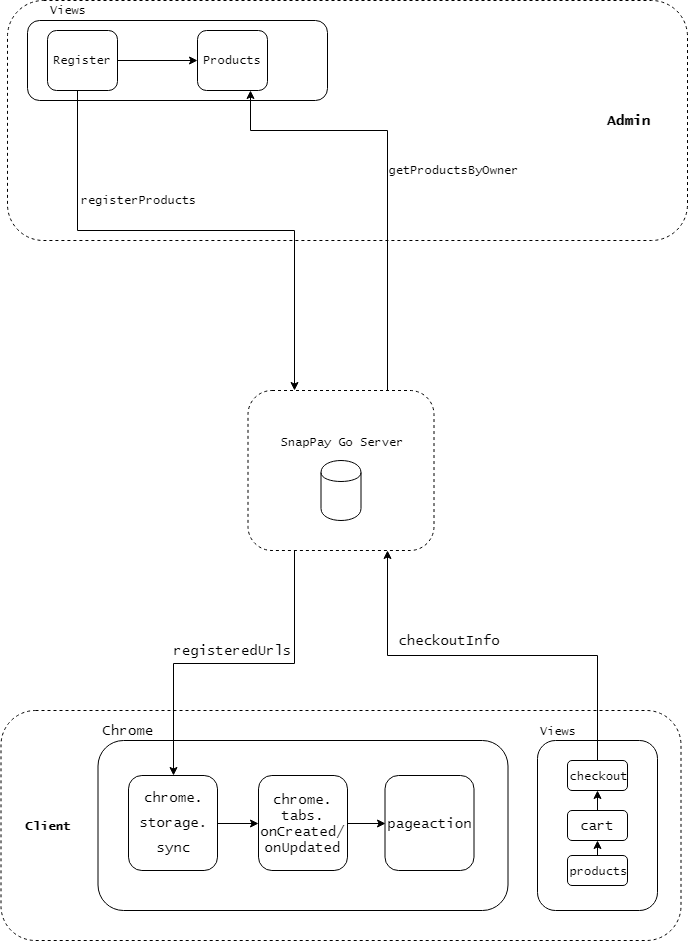 Views
Register
Products
Admin
getProductsByOwner
registerProducts
SnapPay Go Server
registeredUrls
checkoutInfo
Chrome
Views
chrome.
storage.
sync
chrome.
tabs.
onCreated/
onUpdated
pageaction
checkout
cart
products
Client